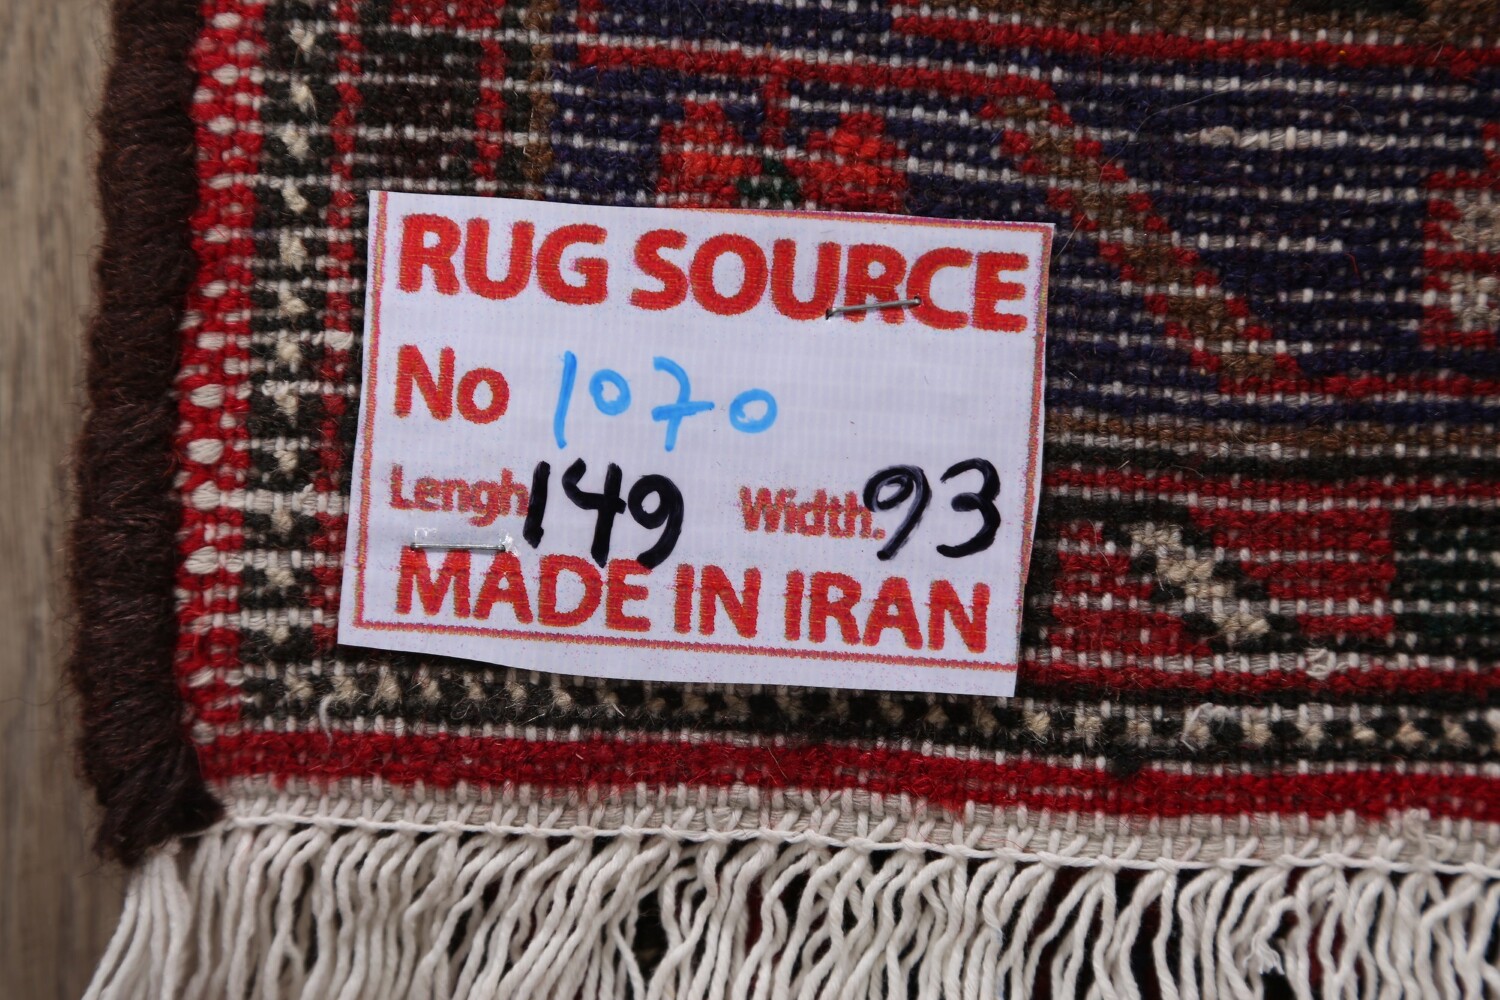 RUG SOURCE
No 1070
Lengh 149 Width. 93
MADE IN IRAN